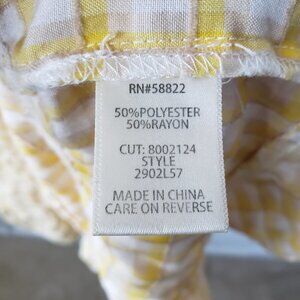 RN#58822
50%POLYESTER
50%RAYON
CUT: 8002124
STYLE
2902L57
MADE IN CHINA
CARE ON REVERSE